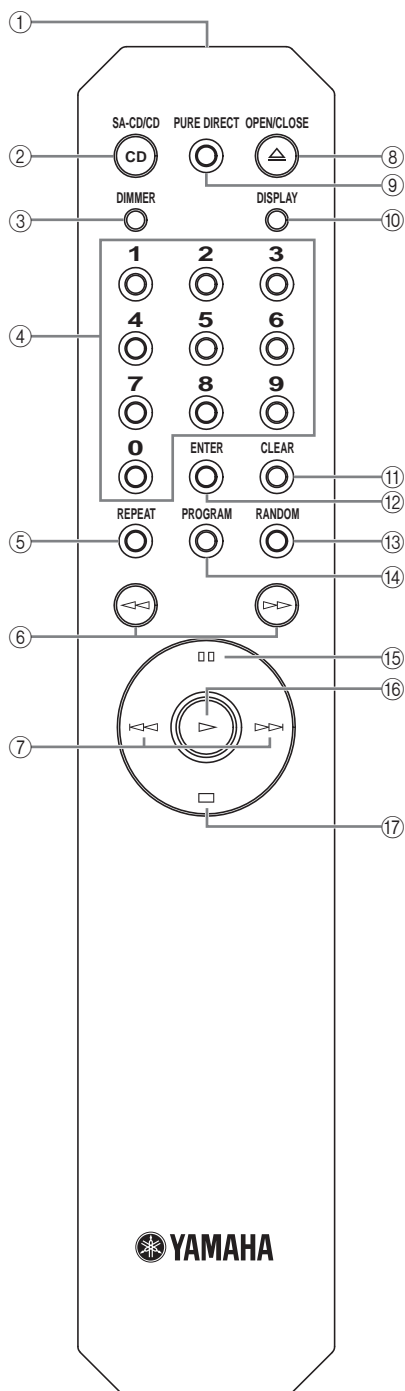 ①
SA-CD/CD PURE DIRECT OPEN/CLOSE
② CD ⑧
⑨
DIMMER DISPLAY
③ ⑩
1 2 3
④ 4 5 6
7 8 9
0 ENTER CLEAR
⑪
⑫
REPEAT PROGRAM RANDOM
⑤ ⑬
⑭
⑥
⑮
⑯
⑦
⑰
YAMAHA